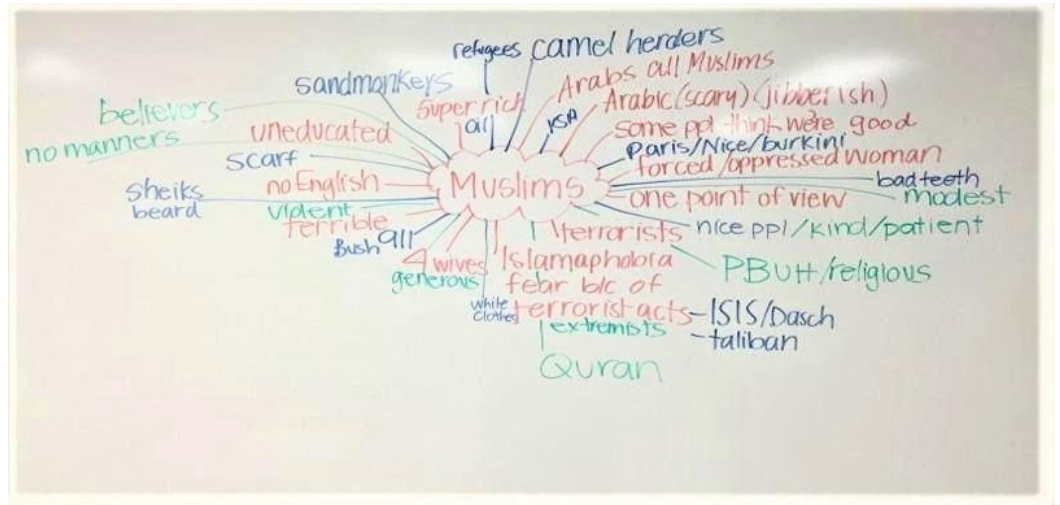 refugees camel herders
sandmonkeys
Arabs all Muslims
believers
Super rich
Arabic (scary) (jibberish)
oil
KSA
no manners
uneducated
some ppl think we're good
Paris/Nice/burkini
scarf
forced/oppressed woman
Muslims
bad teeth
sheiks
beard
no English
one point of view
modest
violent
terrible
Bush 911
terrorists
nice ppl/kind/patient
4 wives
Islamaphobia
PBUH/religious
generous
fear b/c of
white
clothes
terrorist acts
-ISIS/Dasch
extremists
-taliban
Quran